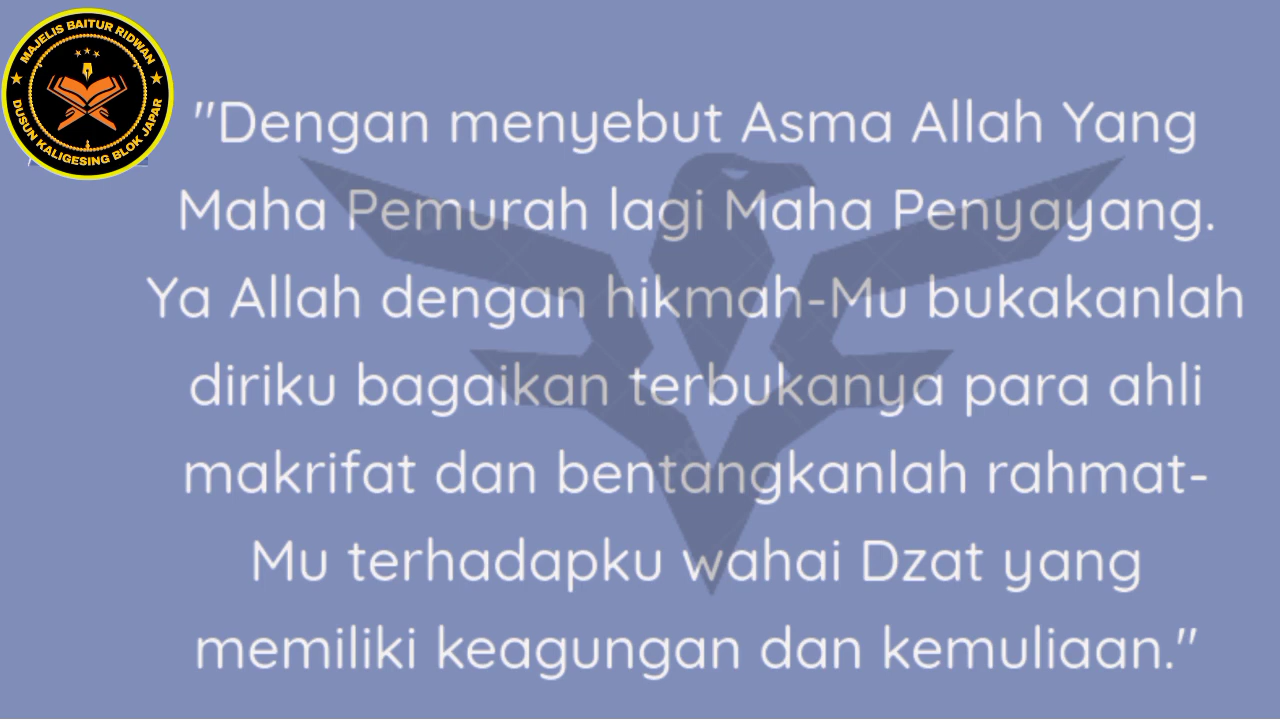 MAJELIS BAITUR RIDWAN
DUSUN KALIGESING BLOK JAPAR
"Dengan menyebut Asma Allah Yang
Maha Pemurah lagi Maha Penyayang.
Ya Allah dengan hikmah-Mu bukakanlah
diriku bagaikan terbukanya para ahli
makrifat dan bentangkanlah rahmat-
Mu terhadapku wahai Dzat yang
memiliki keagungan dan kemuliaan."